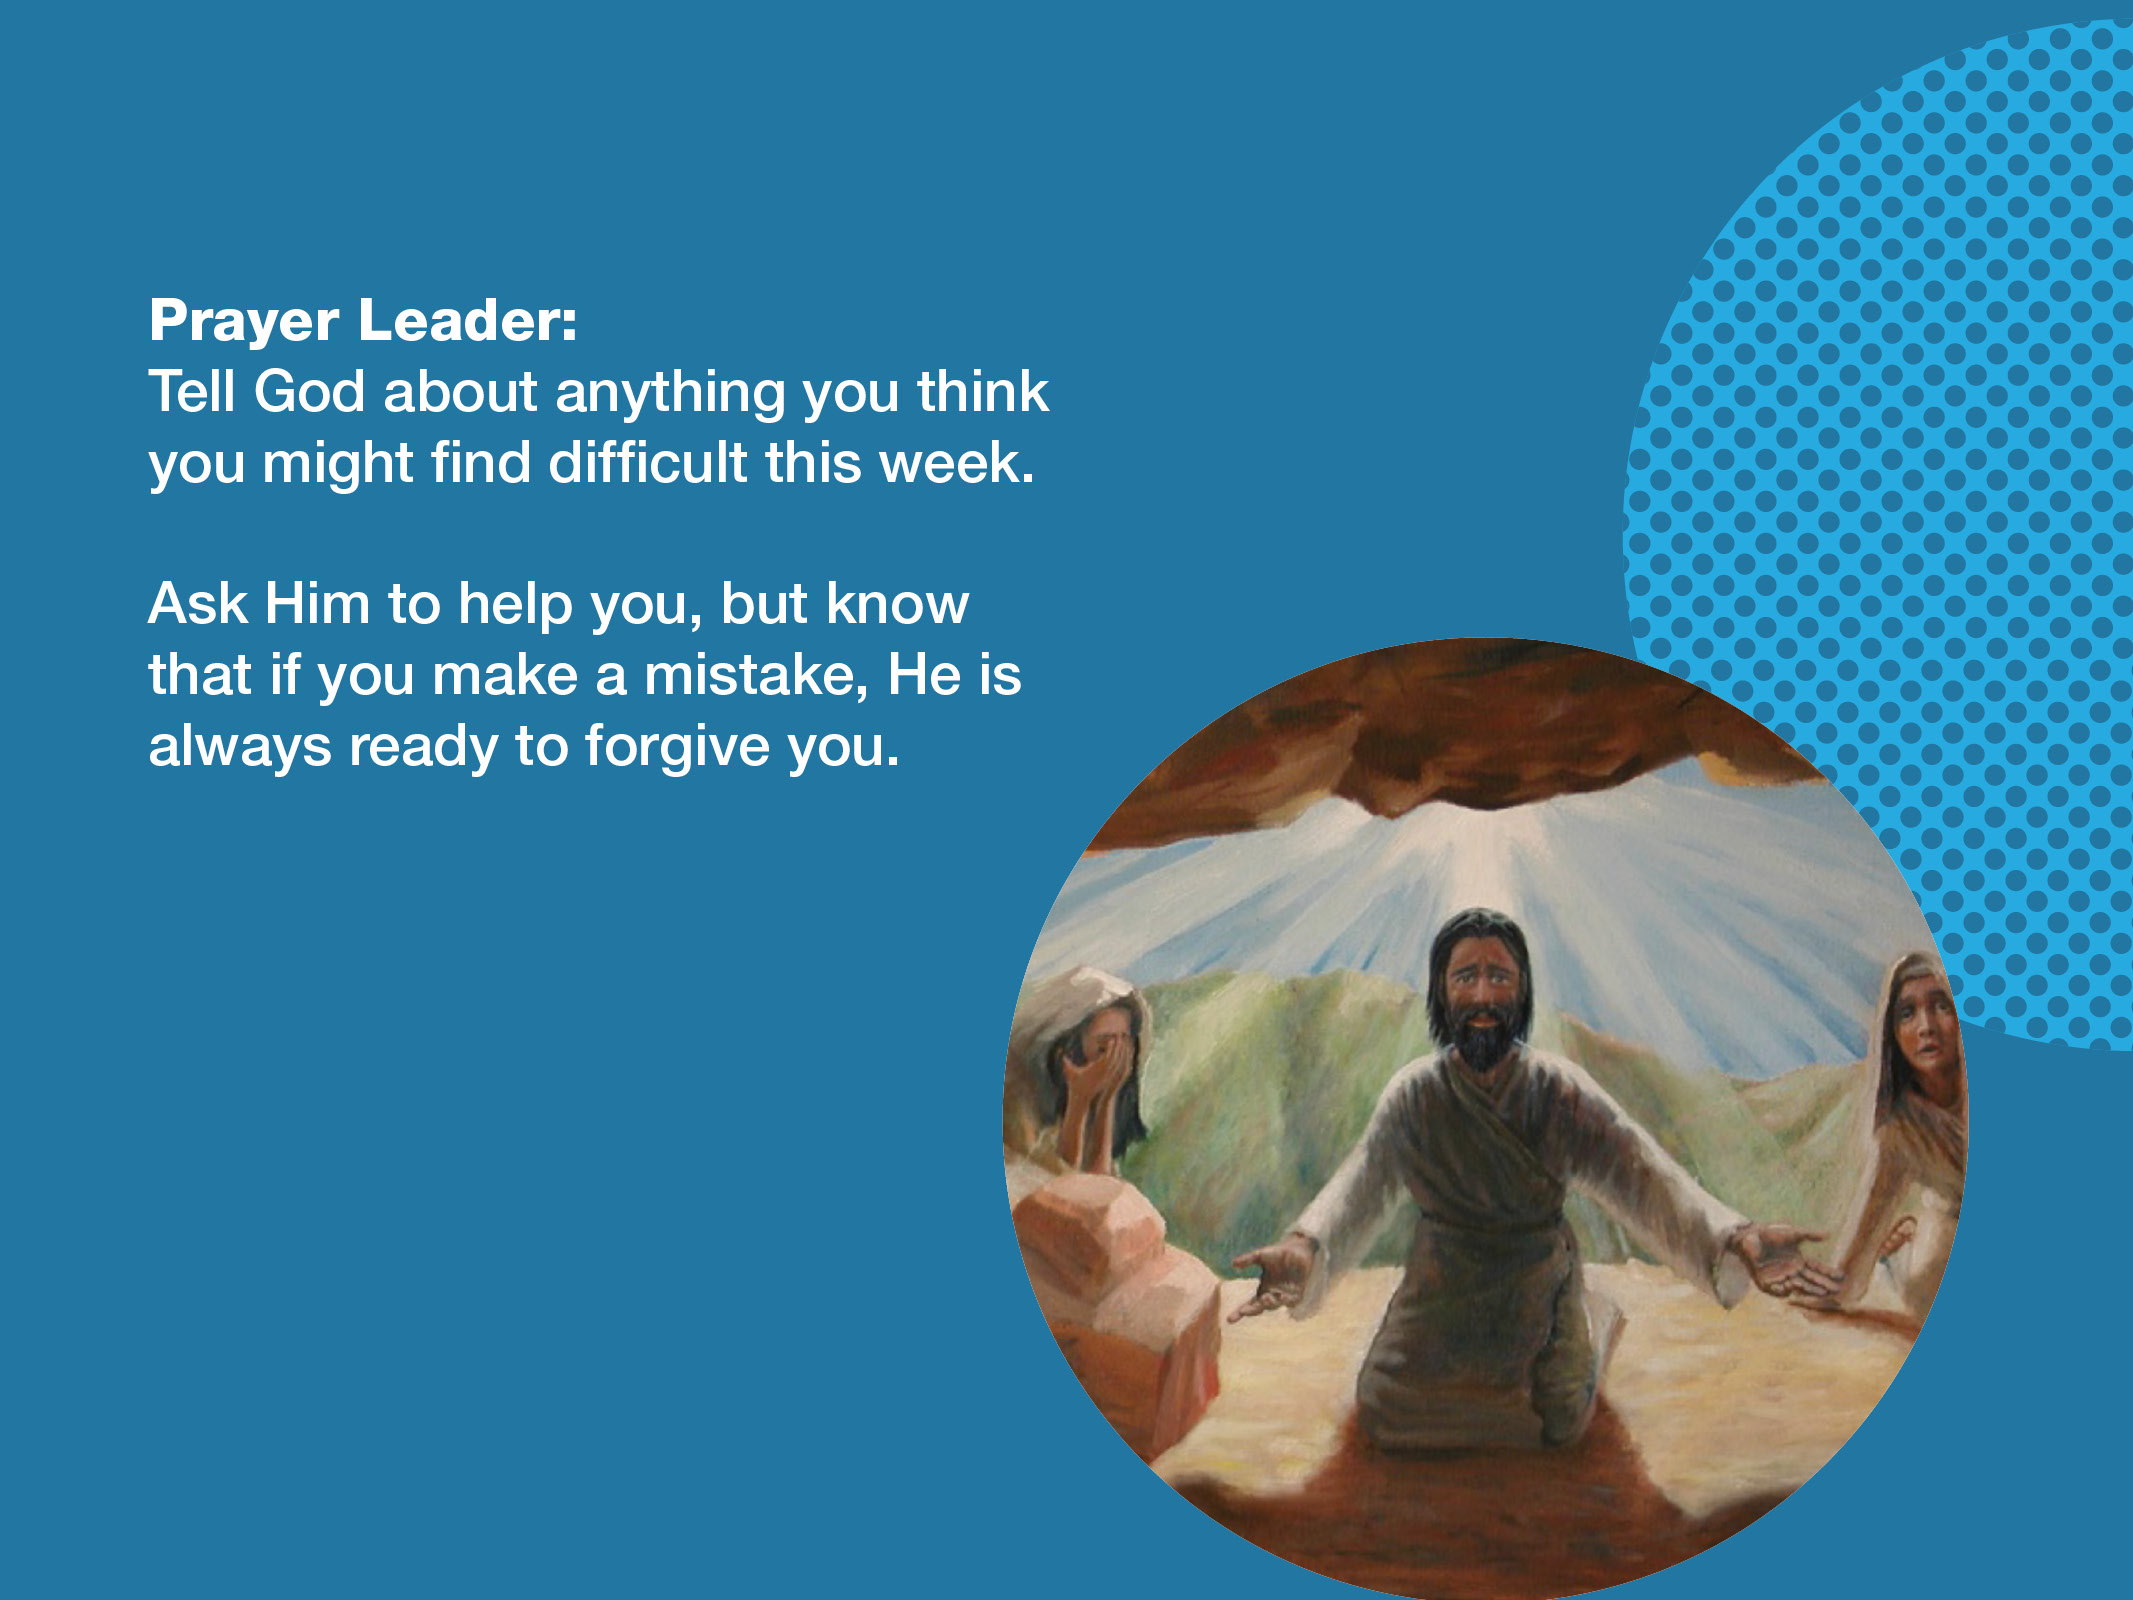 Prayer Leader:
Tell God about anything you think
you might find difficult this week.
Ask Him to help you, but know
that if you make a mistake, He is
always ready to forgive you.